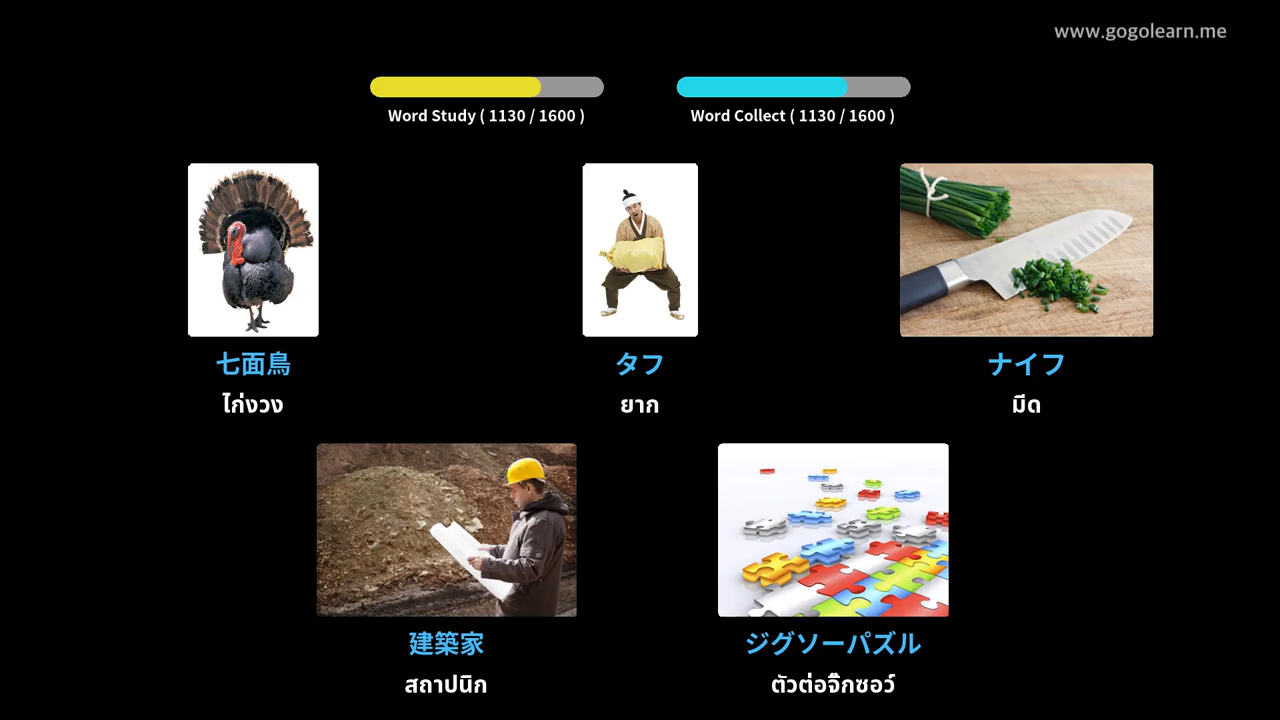 www.gogolearn.me
Word Study ( 1130 / 1600 )
Word Collect ( 1130 / 1600 )
七面鳥
ไก่งวง
タフ
ยาก
ナイフ
มีด
建築家
สถาปนิก
ジグソーパズル
ตัวต่อจิ๊กซอว์